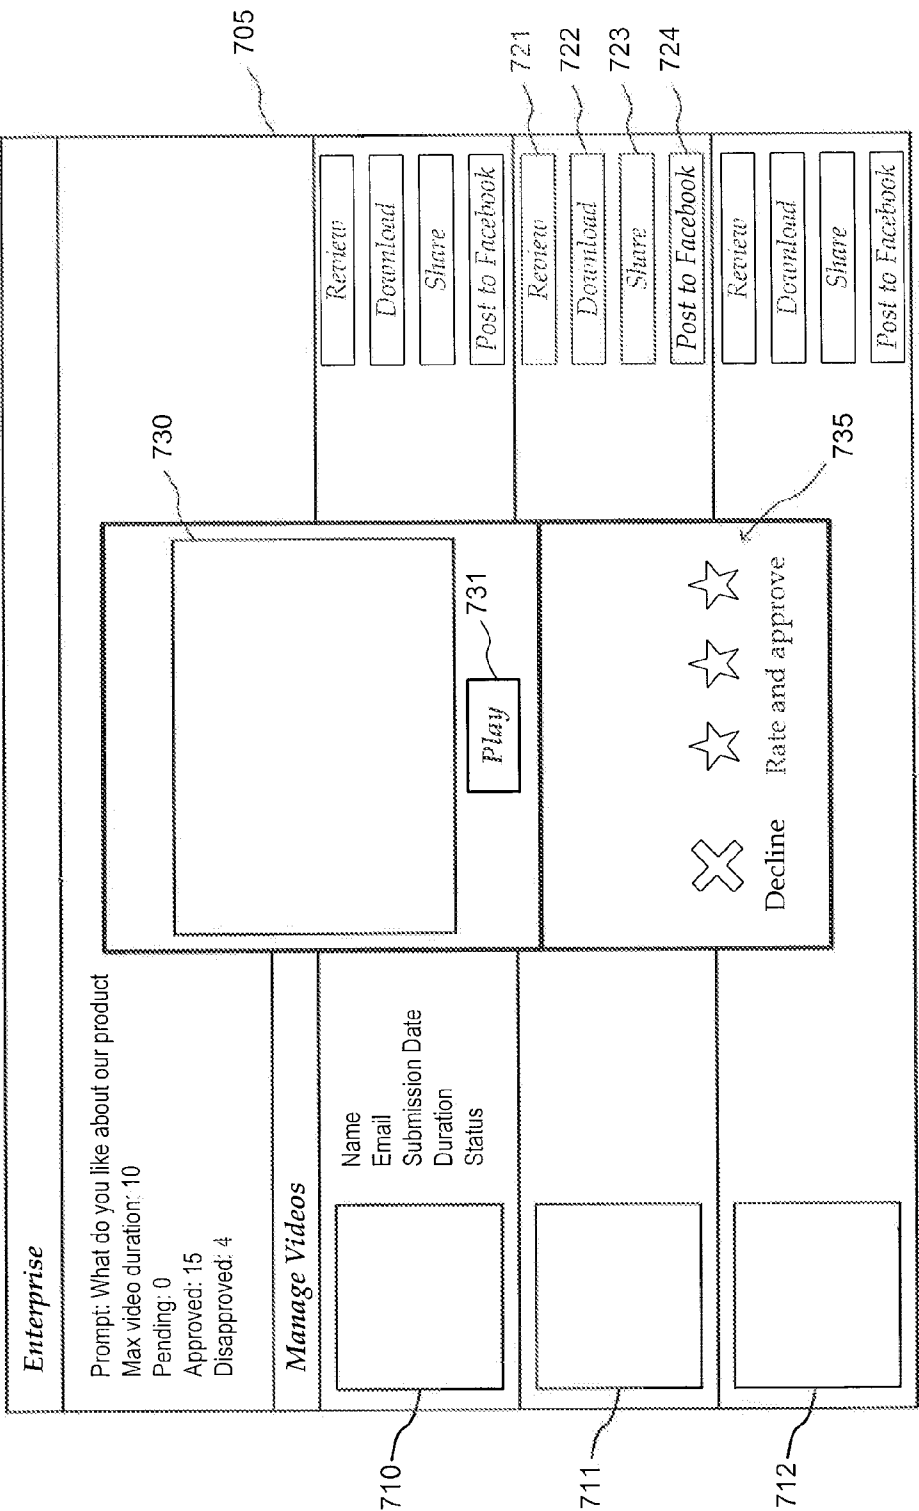 Enterprise
705
Prompt: What do you like about our product
Max video duration: 10
Pending: 0
Approved: 15
Disapproved: 4
730
Manage Videos
710
Name
Email
Submission Date
Duration
Status
Play
731
Review
Download
Share
Post to Facebook
711
Review
721
Download
722
Share
723
Post to Facebook
724
712
Decline
Rate and approve
735
Review
Download
Share
Post to Facebook